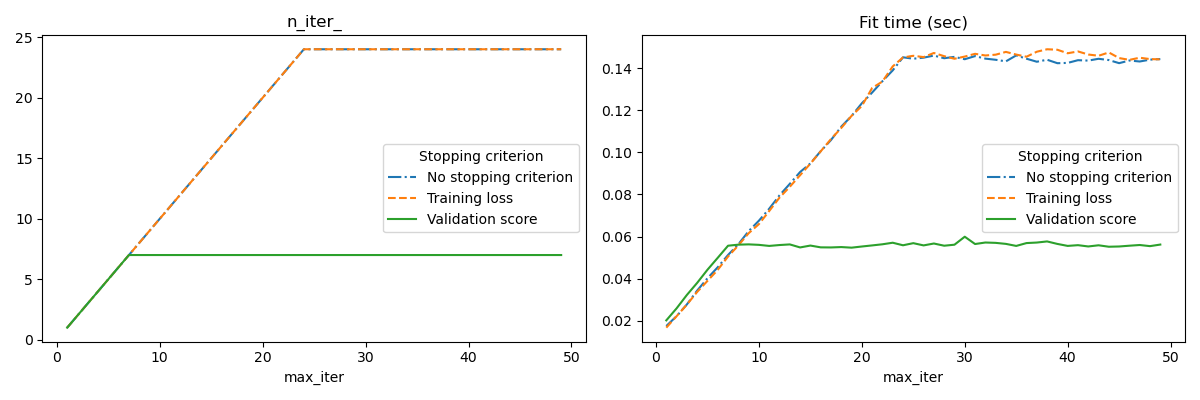 n_iter_
25
20
15
10
5
0
0
10
20
30
40
50
max_iter
Stopping criterion
No stopping criterion
Training loss
Validation score
Fit time (sec)
0.14
0.12
0.10
0.08
0.06
0.04
0.02
0
10
20
30
40
50
max_iter
Stopping criterion
No stopping criterion
Training loss
Validation score